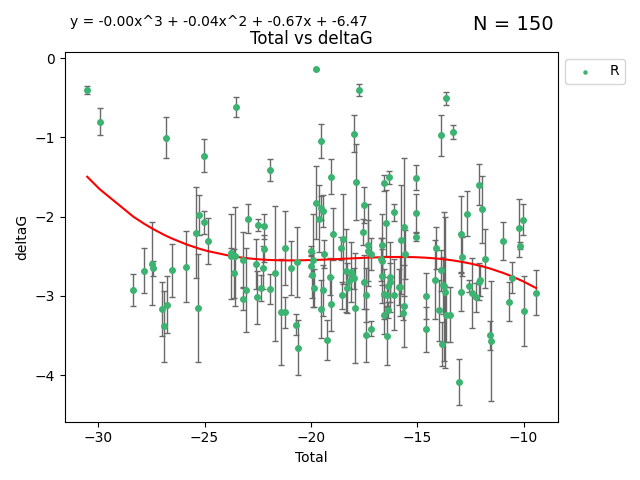 y = -0.00x^3 + -0.04x^2 + -0.67x + -6.47
N = 150
Total vs deltaG
R
0
−1
−2
−3
−4
deltaG
−30 −25 −20 −15 −10
Total